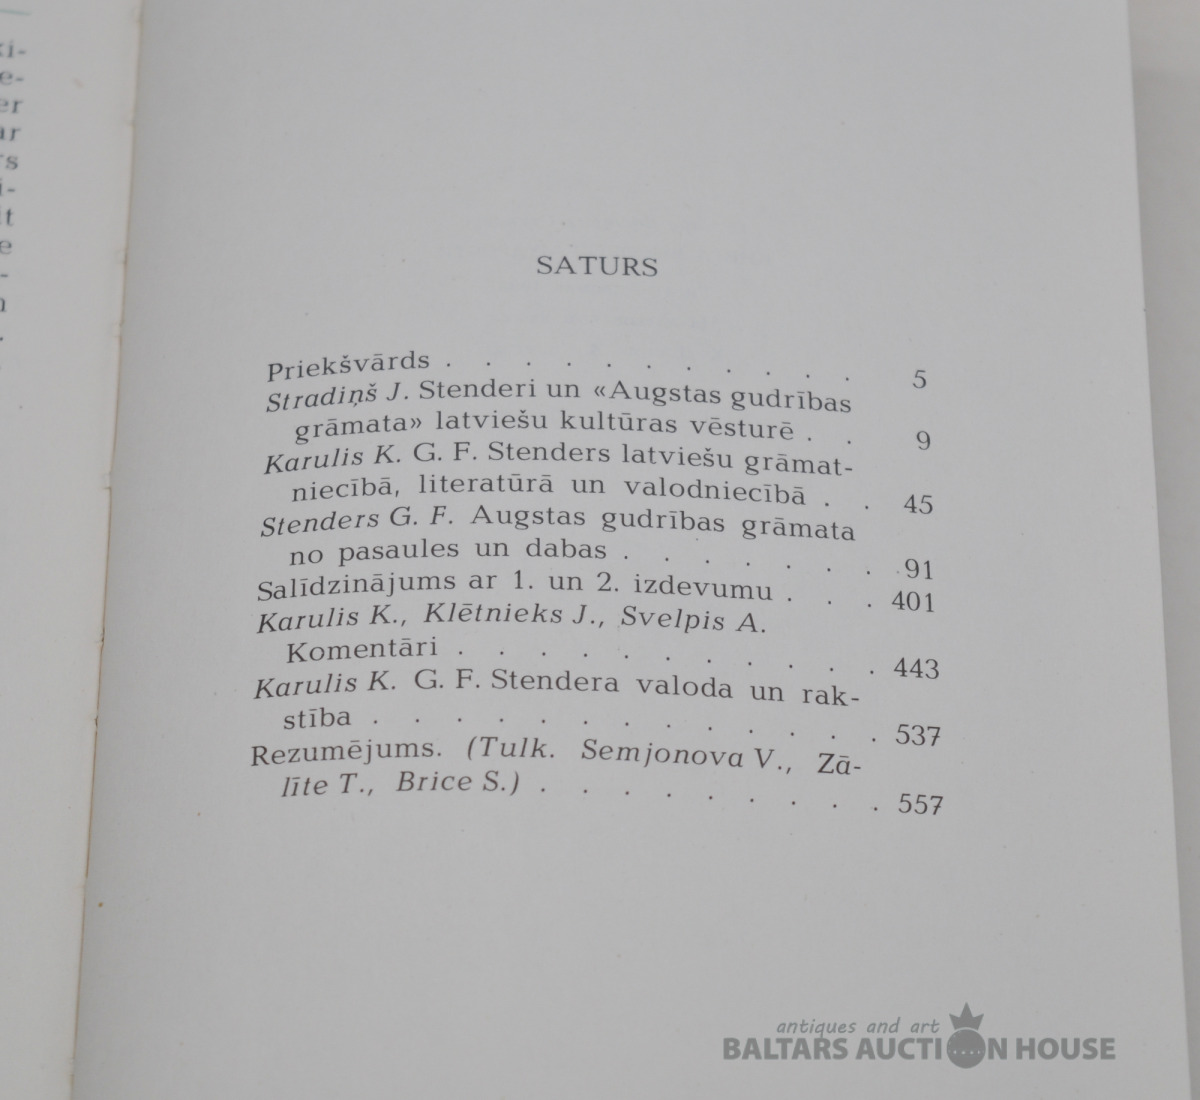 SATURS
Priekšvārds . . . . . . . . . . 5
Stradiņš J. Stenderi un «Augstas gudrības
grāmata» latviešu kultūras vēsturē . . 9
Karulis K. G. F. Stenders latviešu grāmat-
niecībā, literatūrā un valodniecībā . . 45
Stenders G. F. Augstas gudrības grāmata
no pasaules un dabas . . . . . . . 91
Salīdzinājums ar 1. un 2. izdevumu . . . 401
Karulis K., Klētnieks J., Svelpis A.
Komentāri . . . . . . . . . . . 443
Karulis K. G. F. Stendera valoda un rak-
stība . . . . . . . . . . . . . 537
Rezumējums. (Tulk. Semjonova V., Zā-
līte T., Brice S.) . . . . . . . . . 557
antiques and art
BALTARS AUCTION HOUSE